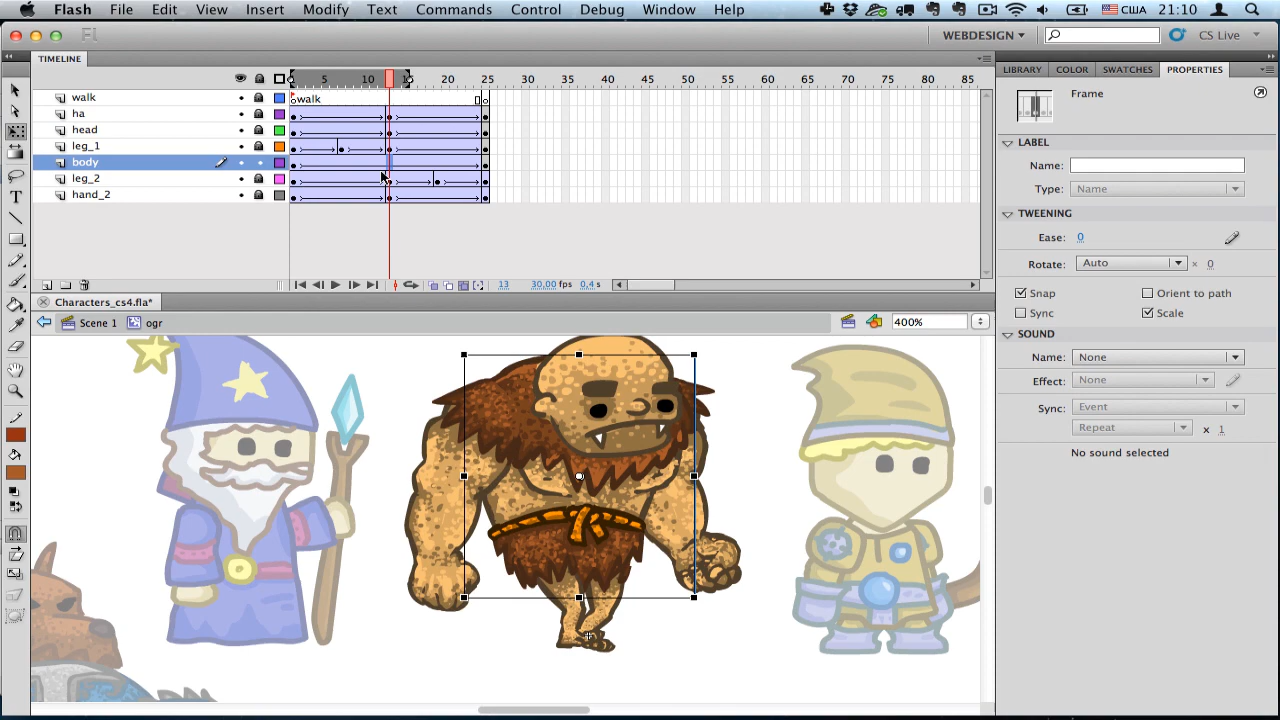 Flash File Edit View Insert Modify Text Commands Control Debug Window Help США 21:10
Fl WEBDESIGN CS Live
TIMELINE
5 10 15 20 25 30 35 40 45 50 55 60 65 70 75 80 85
walk walk
ha
head
leg_1
body
leg_2
hand_2
13 30,00 fps 0,4 s
Characters_cs4.fla*
Scene 1 ogr 400%
LIBRARY COLOR SWATCHES PROPERTIES
Frame
LABEL
Name:
Type: Name
TWEENING
Ease: 0
Rotate: Auto × 0
Snap Orient to path
Sync Scale
SOUND
Name: None
Effect: None
Sync: Event
Repeat x 1
No sound selected